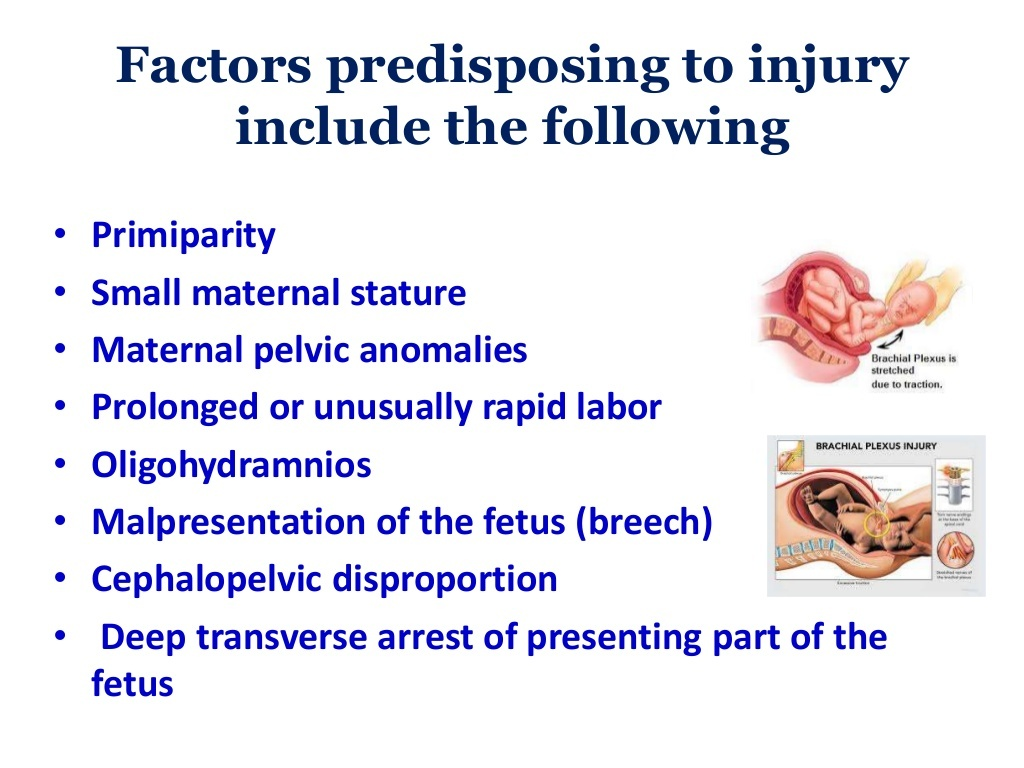 Factors predisposing to injury
include the following
• Primiparity
• Small maternal stature
• Maternal pelvic anomalies
• Prolonged or unusually rapid labor
• Oligohydramnios
• Malpresentation of the fetus (breech)
• Cephalopelvic disproportion
• Deep transverse arrest of presenting part of the
fetus
Brachial Plexus is
stretched
due to traction.
BRACHIAL PLEXUS INJURY